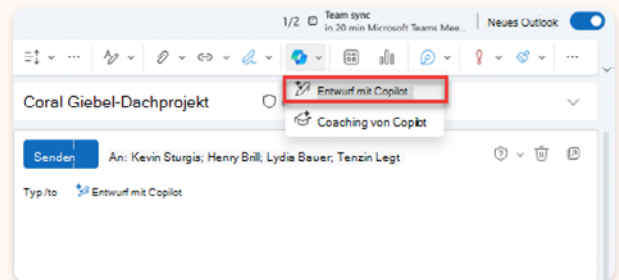 1/2 Team sync
in 20 min Microsoft Teams Mee... Neues Outlook
Entwurf mit Copilot
Coral Giebel-Dachprojekt
Coaching von Copilot
Senden An: Kevin Sturgis; Henry Brill; Lydia Bauer; Tenzin Legt
Typ /to Entwurf mit Copilot